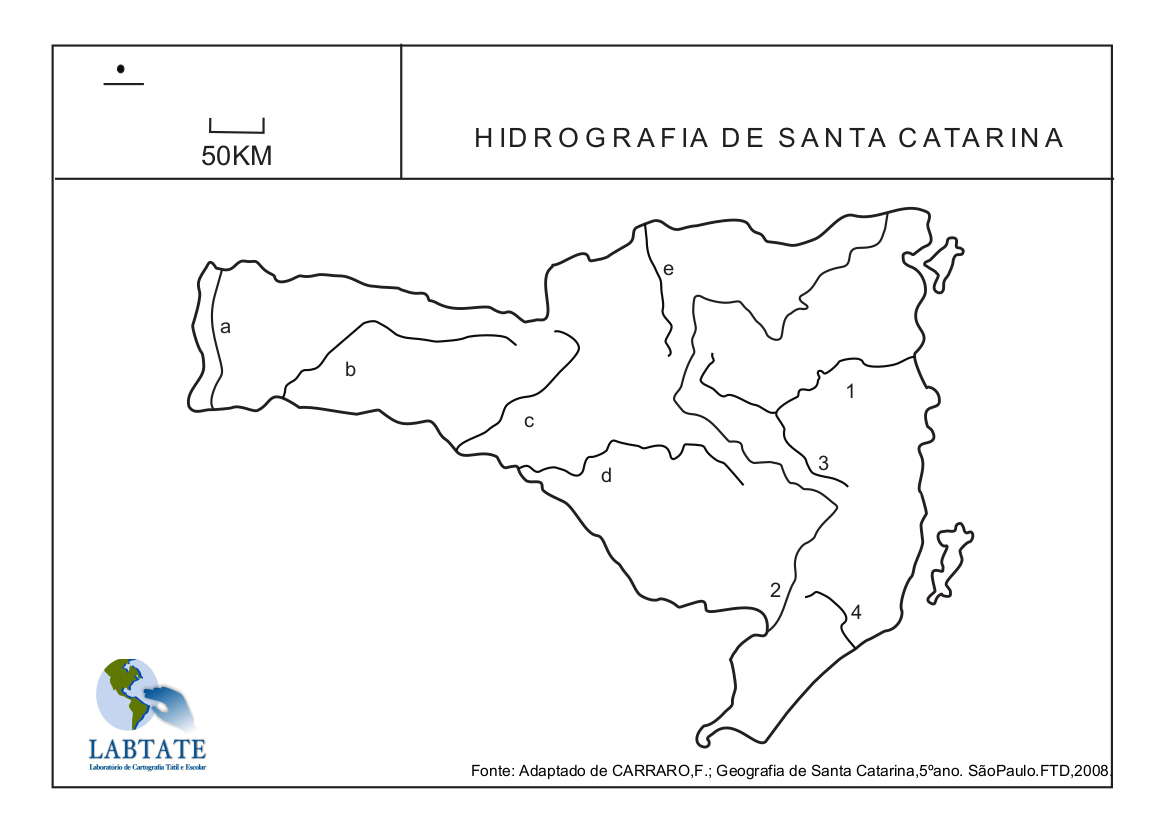 50KM
HIDROGRAFIA DE SANTA CATARINA
e
a
b
1
c
3
d
2
4
LABTATE
Laboratório de Cartografia Tátil e Escolar
Fonte: Adaptado de CARRARO,F.; Geografia de Santa Catarina,5ºano. SãoPaulo.FTD,2008.